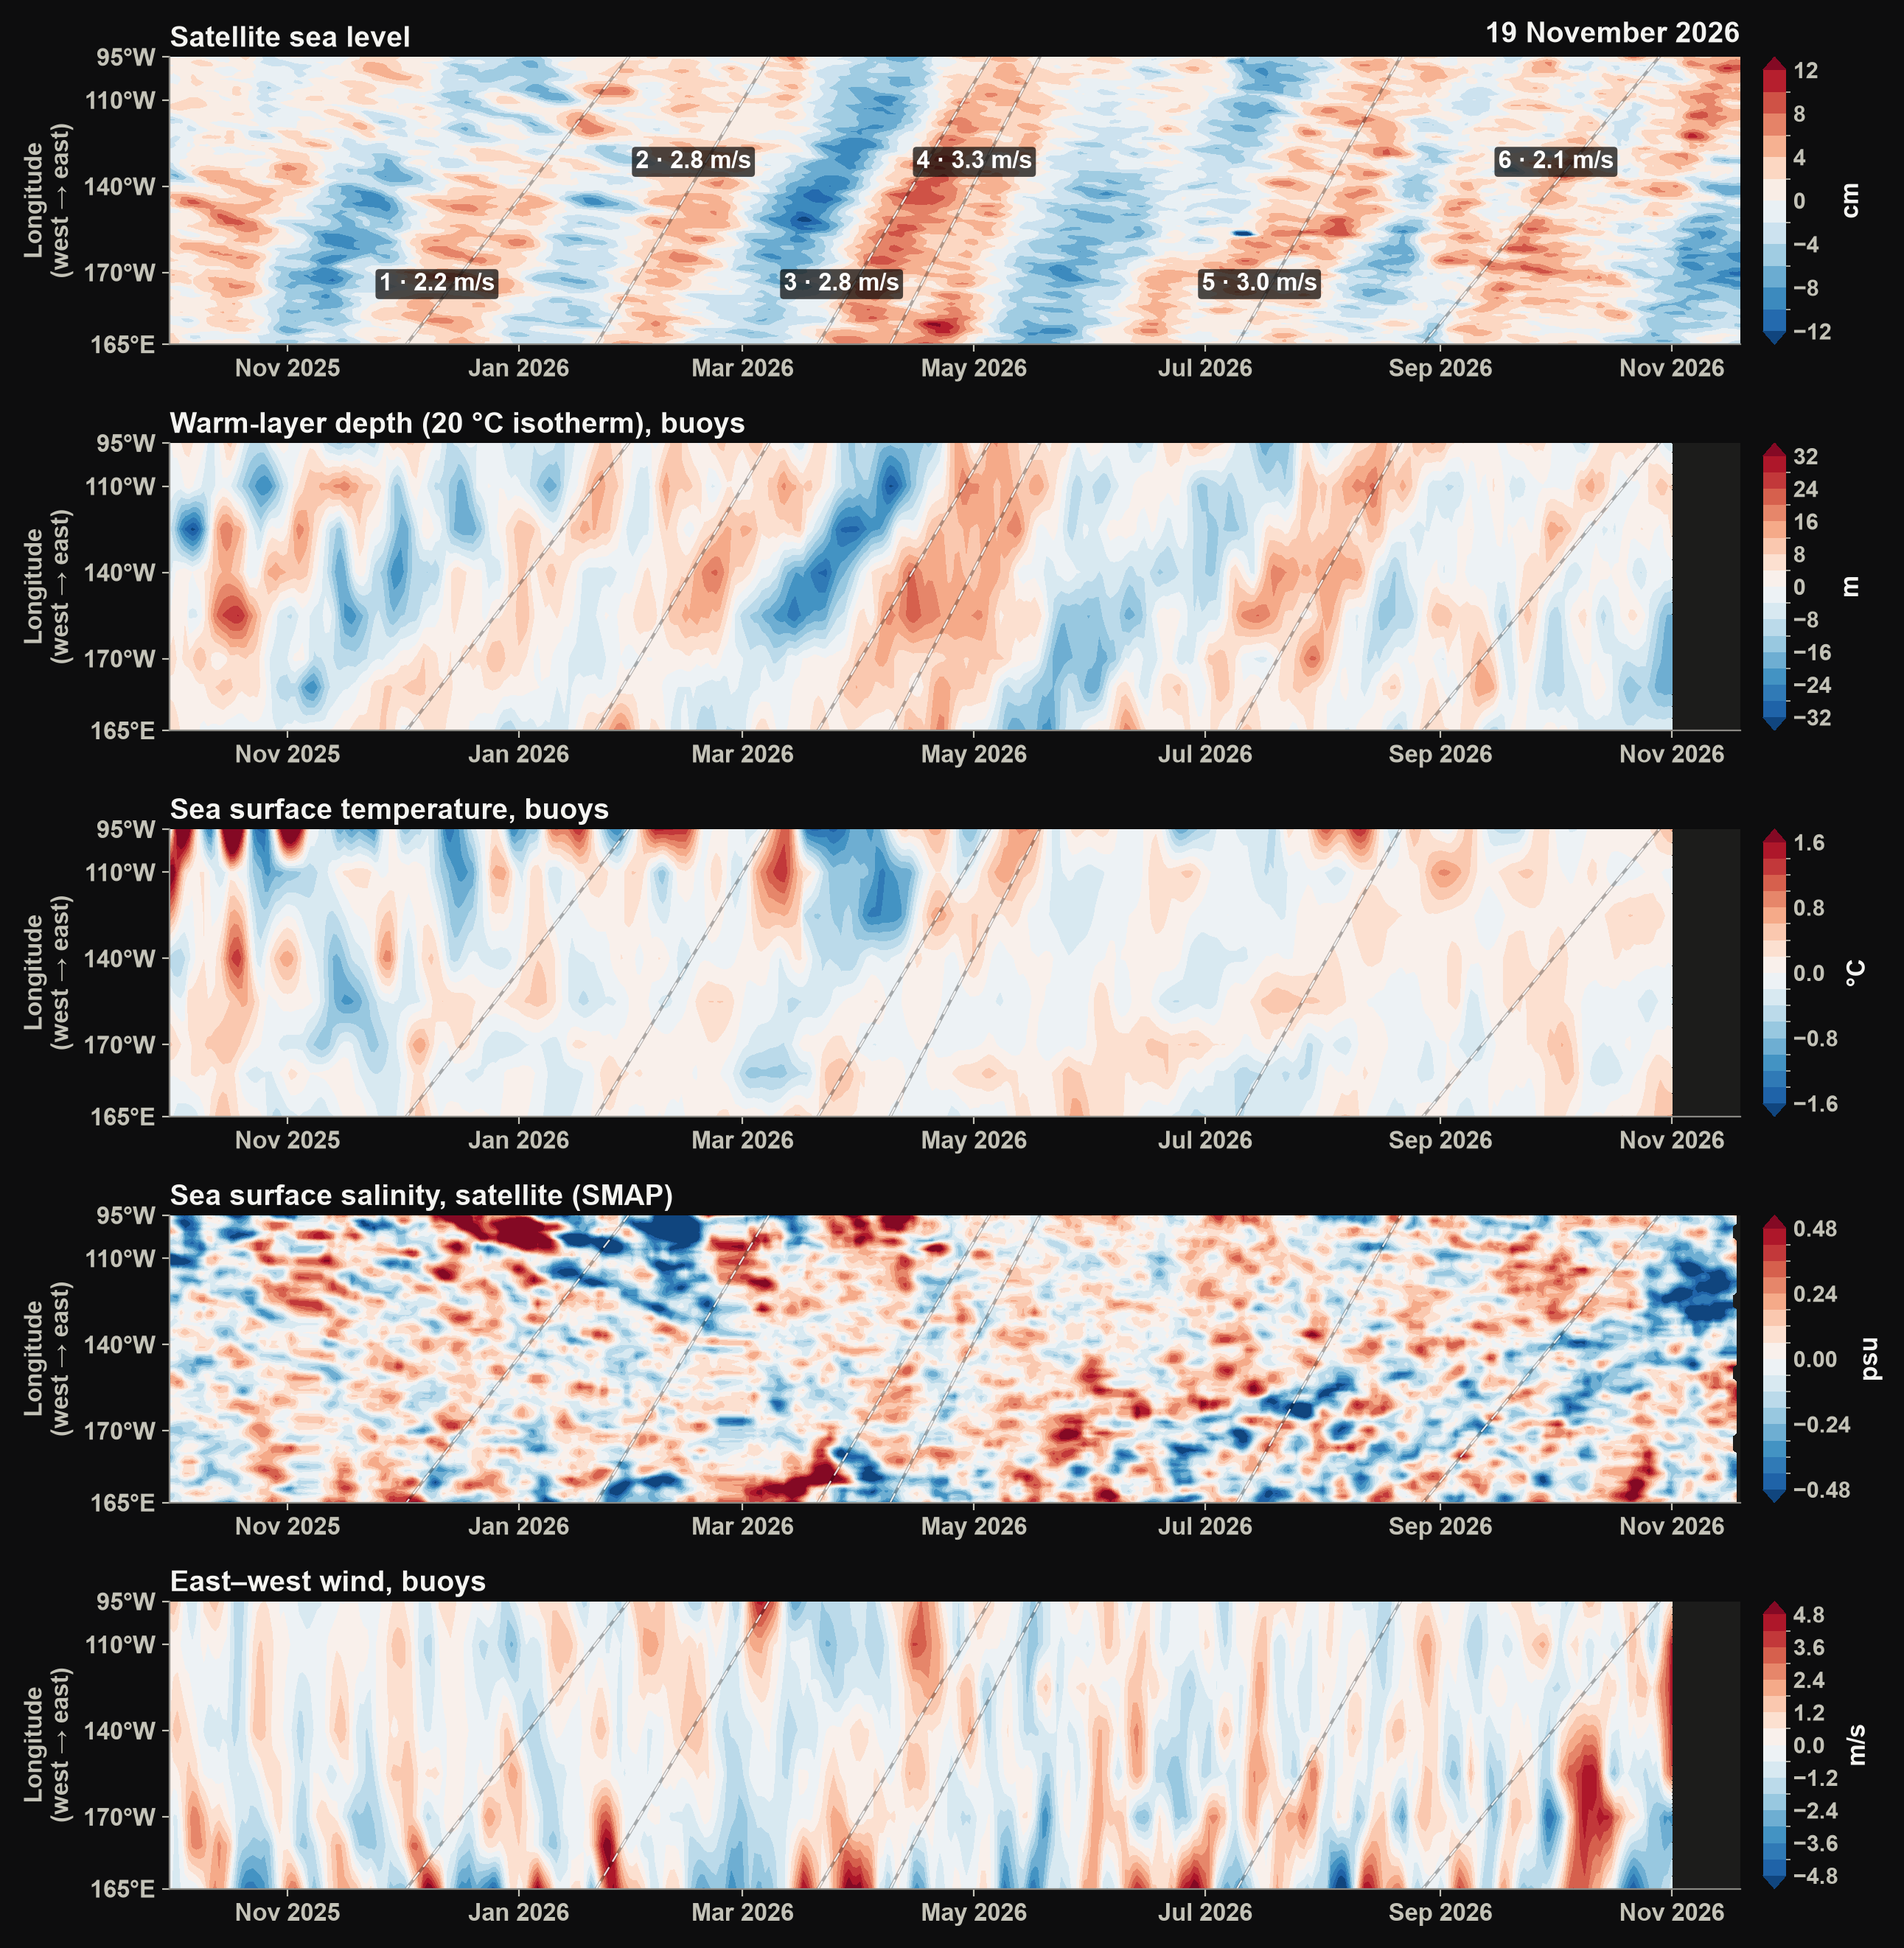 Satellite sea level
19 November 2026
95°W
110°W
140°W
170°W
165°E
Longitude
(west → east)
1 · 2.2 m/s
2 · 2.8 m/s
3 · 2.8 m/s
4 · 3.3 m/s
5 · 3.0 m/s
6 · 2.1 m/s
Nov 2025
Jan 2026
Mar 2026
May 2026
Jul 2026
Sep 2026
Nov 2026
12
8
4
0
−4
−8
−12
cm
Warm-layer depth (20 °C isotherm), buoys
95°W
110°W
140°W
170°W
165°E
Longitude
(west → east)
Nov 2025
Jan 2026
Mar 2026
May 2026
Jul 2026
Sep 2026
Nov 2026
32
24
16
8
0
−8
−16
−24
−32
m
Sea surface temperature, buoys
95°W
110°W
140°W
170°W
165°E
Longitude
(west → east)
Nov 2025
Jan 2026
Mar 2026
May 2026
Jul 2026
Sep 2026
Nov 2026
1.6
0.8
0.0
−0.8
−1.6
°C
Sea surface salinity, satellite (SMAP)
95°W
110°W
140°W
170°W
165°E
Longitude
(west → east)
Nov 2025
Jan 2026
Mar 2026
May 2026
Jul 2026
Sep 2026
Nov 2026
0.48
0.24
0.00
−0.24
−0.48
psu
East–west wind, buoys
95°W
110°W
140°W
170°W
165°E
Longitude
(west → east)
Nov 2025
Jan 2026
Mar 2026
May 2026
Jul 2026
Sep 2026
Nov 2026
4.8
3.6
2.4
1.2
0.0
−1.2
−2.4
−3.6
−4.8
m/s